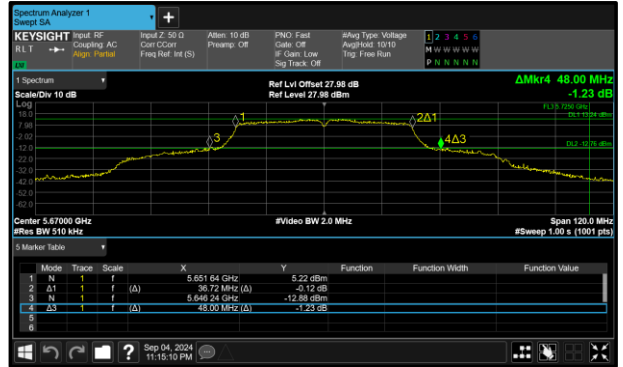 Spectrum Analyzer 1
Swept SA
+
KEYSIGHT Input: RF Input Z: 50 Ω Atten: 10 dB PNO: Fast #Avg Type: Voltage 1 2 3 4 5 6
RLT Coupling: AC Corr CCorr Preamp: Off Gate: Off Avg|Hold: 10/10 M W W W W W
Align: Partial Freq Ref: Int (S) IF Gain: Low Trig: Free Run
Sig Track: Off P N N N N N
1 Spectrum
ΔMkr4 48.00 MHz
Ref Lvl Offset 27.98 dB
Scale/Div 10 dB Ref Level 27.98 dBm -1.23 dB
Log
FL3 5.7250 GHz
18.0
DL1 13.24 dBm
7.98
-2.02
-12.0
DL2 -12.76 dBm
-22.0
-32.0
-42.0
-52.0
-62.0
1
2Δ1
3
4Δ3
Center 5.67000 GHz #Video BW 2.0 MHz Span 120.0 MHz
#Res BW 510 kHz #Sweep 1.00 s (1001 pts)
5 Marker Table
Mode Trace Scale X Y Function Function Width Function Value
1 N 1 f 5.651 64 GHz 5.22 dBm
2 Δ1 1 f (Δ) 36.72 MHz (Δ) -0.12 dB
3 N 1 f 5.646 24 GHz -12.88 dBm
4 Δ3 1 f (Δ) 48.00 MHz (Δ) -1.23 dB
5
6
? Sep 04, 2024
11:15:10 PM